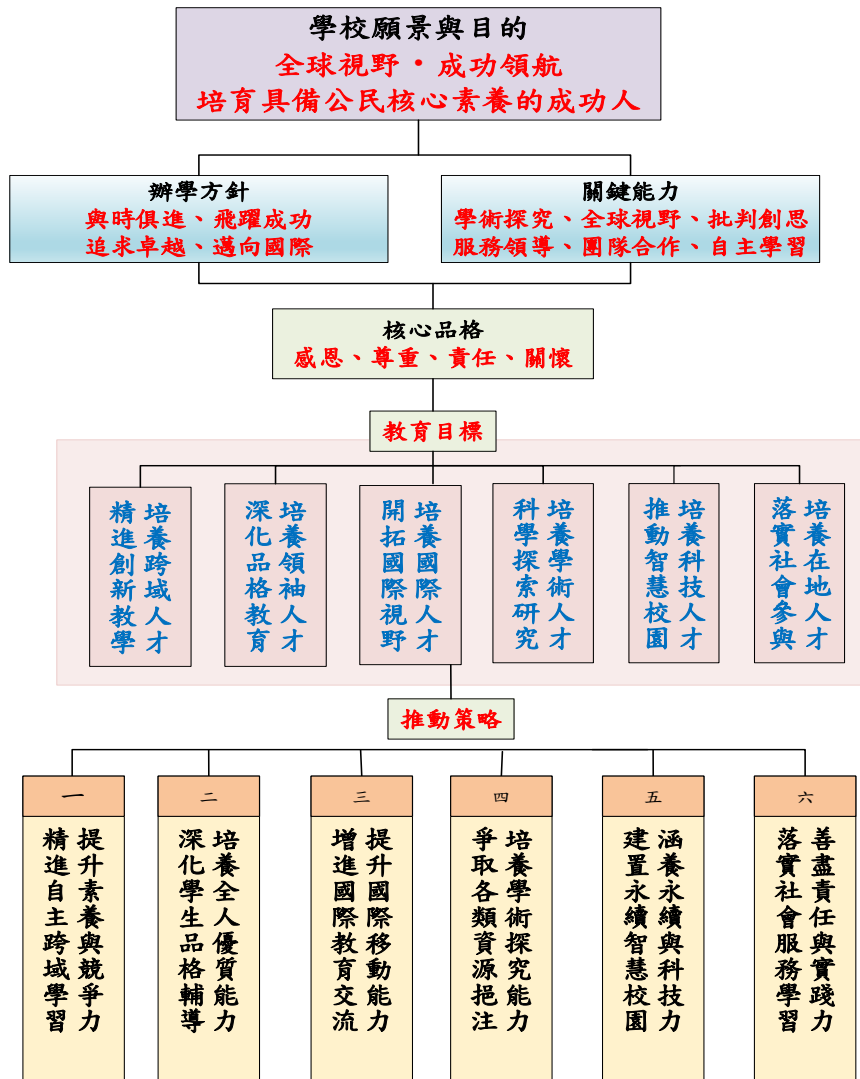 學校願景與目的
全球視野・成功領航
培育具備公民核心素養的成功人
辦學方針
與時俱進、飛躍成功
追求卓越、邁向國際
關鍵能力
學術探究、全球視野、批判創思
服務領導、團隊合作、自主學習
核心品格
感恩、尊重、責任、關懷
教育目標
培養跨域人才
精進創新教學
培養領袖人才
深化品格教育
培養國際人才
開拓國際視野
培養學術人才
科學探索研究
培養科技人才
推動智慧校園
培養在地人才
落實社會參與
推動策略
一
提升素養與競爭力
精進自主跨域學習
二
培養全人優質能力
深化學生品格輔導
三
提升國際移動能力
增進國際教育交流
四
培養學術探究能力
爭取各類資源挹注
五
涵養永續與科技力
建置永續智慧校園
六
善盡責任與實踐力
落實社會服務學習